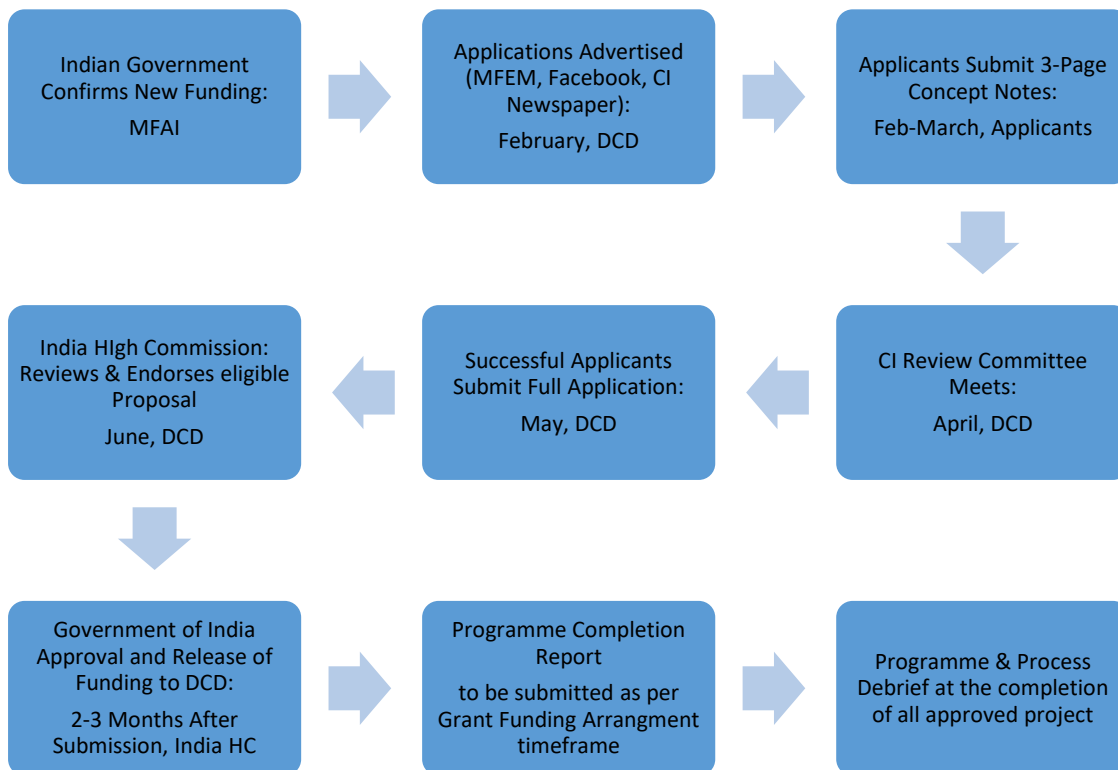 Indian Government
Confirms New Funding:
MFAI
Applications Advertised
(MFEM, Facebook, CI
Newspaper):
February, DCD
Applicants Submit 3-Page
Concept Notes:
Feb-March, Applicants
CI Review Committee
Meets:
April, DCD
Successful Applicants
Submit Full Application:
May, DCD
India HIgh Commission:
Reviews & Endorses eligible
Proposal
June, DCD
Government of India
Approval and Release of
Funding to DCD:
2-3 Months After
Submission, India HC
Programme Completion
Report
to be submitted as per
Grant Funding Arrangment
timeframe
Programme & Process
Debrief at the completion
of all approved project